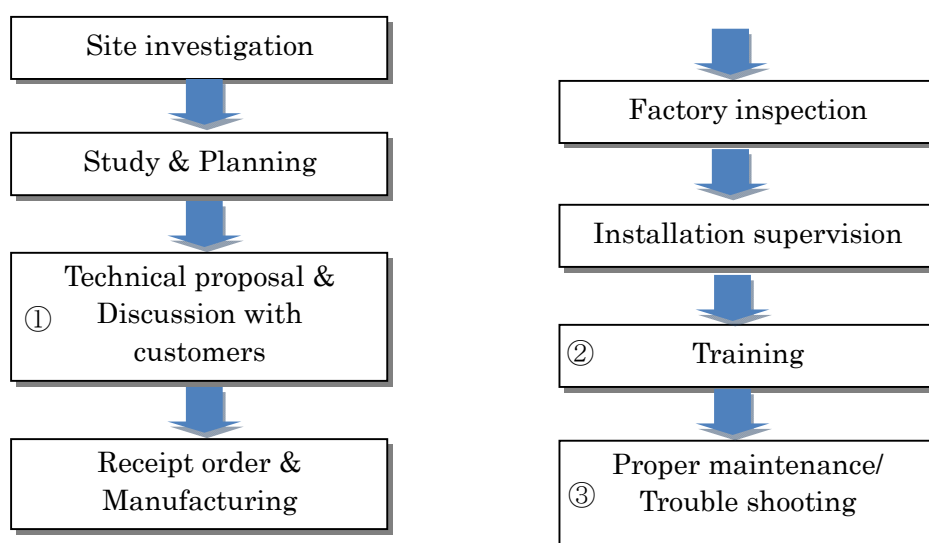 Site investigation
Study & Planning
Technical proposal &
① Discussion with
customers
Receipt order &
Manufacturing
Factory inspection
Installation supervision
② Training
Proper maintenance/
③ Trouble shooting